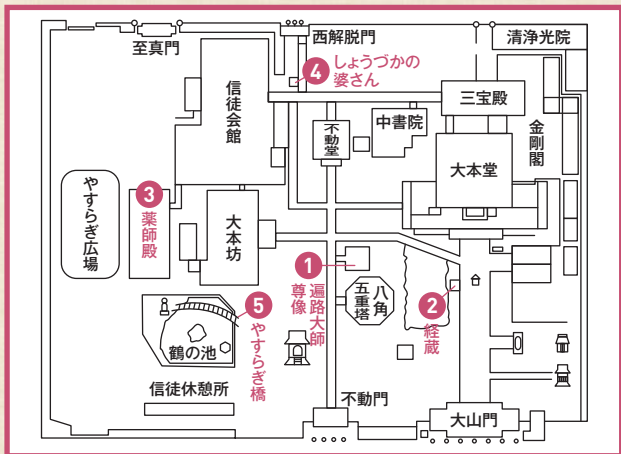 至真門
西解脱門
清浄光院
4 しょうづかの
婆さん
信徒会館
不動堂
中書院
三宝殿
金剛閣
大本堂
やすらぎ広場
3 薬師殿
大本坊
1 遍路大師
尊像
八角
五重塔
2 経蔵
5 やすらぎ橋
鶴の池
信徒休憩所
不動門
大山門